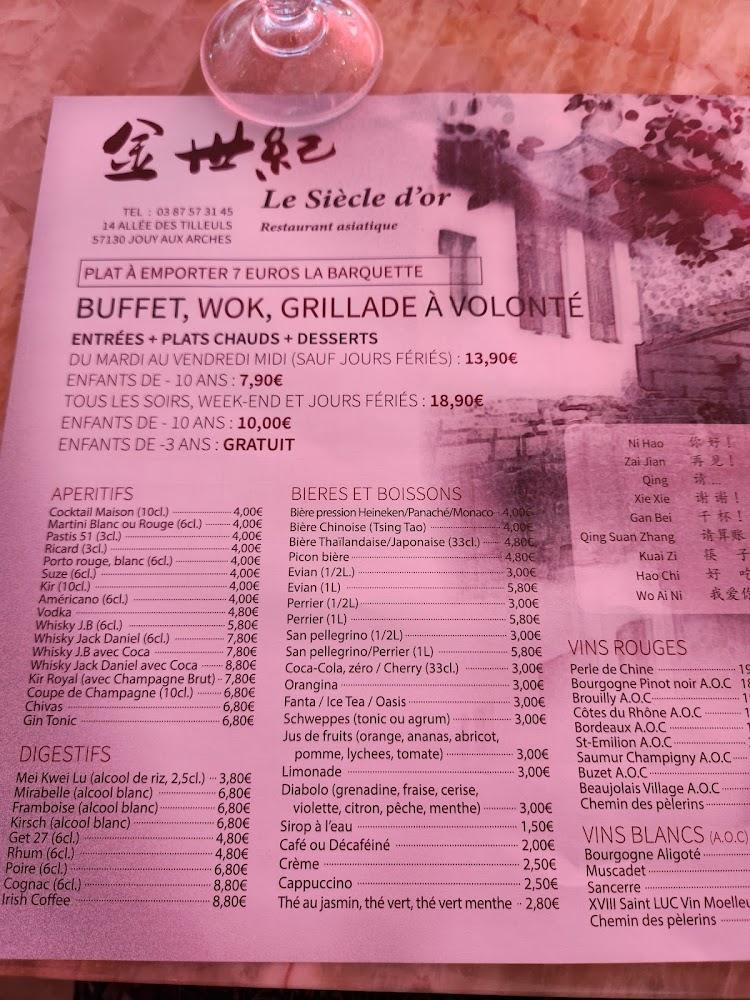 金世紀
Le Siècle d'or
Restaurant asiatique
TEL : 03 87 57 31 45
14 ALLÉE DES TILLEULS
57130 JOUY AUX ARCHES
PLAT À EMPORTER 7 EUROS LA BARQUETTE
BUFFET, WOK, GRILLADE À VOLONTÉ
ENTRÉES + PLATS CHAUDS + DESSERTS
DU MARDI AU VENDREDI MIDI (SAUF JOURS FÉRIÉS) : 13,90€
ENFANTS DE - 10 ANS : 7,90€
TOUS LES SOIRS, WEEK-END ET JOURS FÉRIÉS : 18,90€
ENFANTS DE - 10 ANS : 10,00€
ENFANTS DE -3 ANS : GRATUIT
Ni Hao 你好！
Zai Jian 再见！
Qing 请....
Xie Xie 谢谢！
Gan Bei 干杯！
Qing Suan Zhang 请算账
Kuai Zi 筷子
Hao Chi 好
Wo Ai Ni 我爱你
APERITIFS
Cocktail Maison (10cl.) 4,00€
Martini Blanc ou Rouge (6cl.) 4,00€
Pastis 51 (3cl.) 4,00€
Ricard (3cl.) 4,00€
Porto rouge, blanc (6cl.) 4,00€
Suze (6cl.) 4,00€
Kir (10cl.) 4,00€
Américano (6cl.) 4,00€
Vodka 4,80€
Whisky J.B (6cl.) 5,80€
Whisky Jack Daniel (6cl.) 7,80€
Whisky J.B avec Coca 7,80€
Whisky Jack Daniel avec Coca 8,80€
Kir Royal (avec Champagne Brut) 7,80€
Coupe de Champagne (10cl.) 6,80€
Chivas 6,80€
Gin Tonic 6,80€
DIGESTIFS
Mei Kwei Lu (alcool de riz, 2,5cl.) 3,80€
Mirabelle (alcool blanc) 6,80€
Framboise (alcool blanc) 6,80€
Kirsch (alcool blanc) 6,80€
Get 27 (6cl.) 4,80€
Rhum (6cl.) 4,80€
Poire (6cl.) 6,80€
Cognac (6cl.) 8,80€
Irish Coffee 8,80€
BIERES ET BOISSONS
Bière pression Heineken/Panaché/Monaco 4,00€
Bière Chinoise (Tsing Tao) 4,00€
Bière Thaïlandaise/Japonaise (33cl.) 4,80€
Picon bière 4,80€
Evian (1/2L.) 3,00€
Evian (1L) 5,80€
Perrier (1/2L) 3,00€
Perrier (1L) 5,80€
San pellegrino (1/2L) 3,00€
San pellegrino/Perrier (1L) 5,80€
Coca-Cola, zéro / Cherry (33cl.) 3,00€
Orangina 3,00€
Fanta / Ice Tea / Oasis 3,00€
Schweppes (tonic ou agrum) 3,00€
Jus de fruits (orange, ananas, abricot,
pomme, lychees, tomate) 3,00€
Limonade 3,00€
Diabolo (grenadine, fraise, cerise,
violette, citron, pêche, menthe) 3,00€
Sirop à l'eau 1,50€
Café ou Décaféiné 2,00€
Crème 2,50€
Cappuccino 2,50€
Thé au jasmin, thé vert, thé vert menthe 2,80€
VINS ROUGES
Perle de Chine
Bourgogne Pinot noir A.O.C
Brouilly A.O.C
Côtes du Rhône A.O.C
Bordeaux A.O.C
St-Emilion A.O.C
Saumur Champigny A.O.C
Buzet A.O.C
Beaujolais Village A.O.C
Chemin des pèlerins
VINS BLANCS (A.O.C)
Bourgogne Aligoté
Muscadet
Sancerre
XVIII Saint LUC Vin Moelleu
Chemin des pèlerins